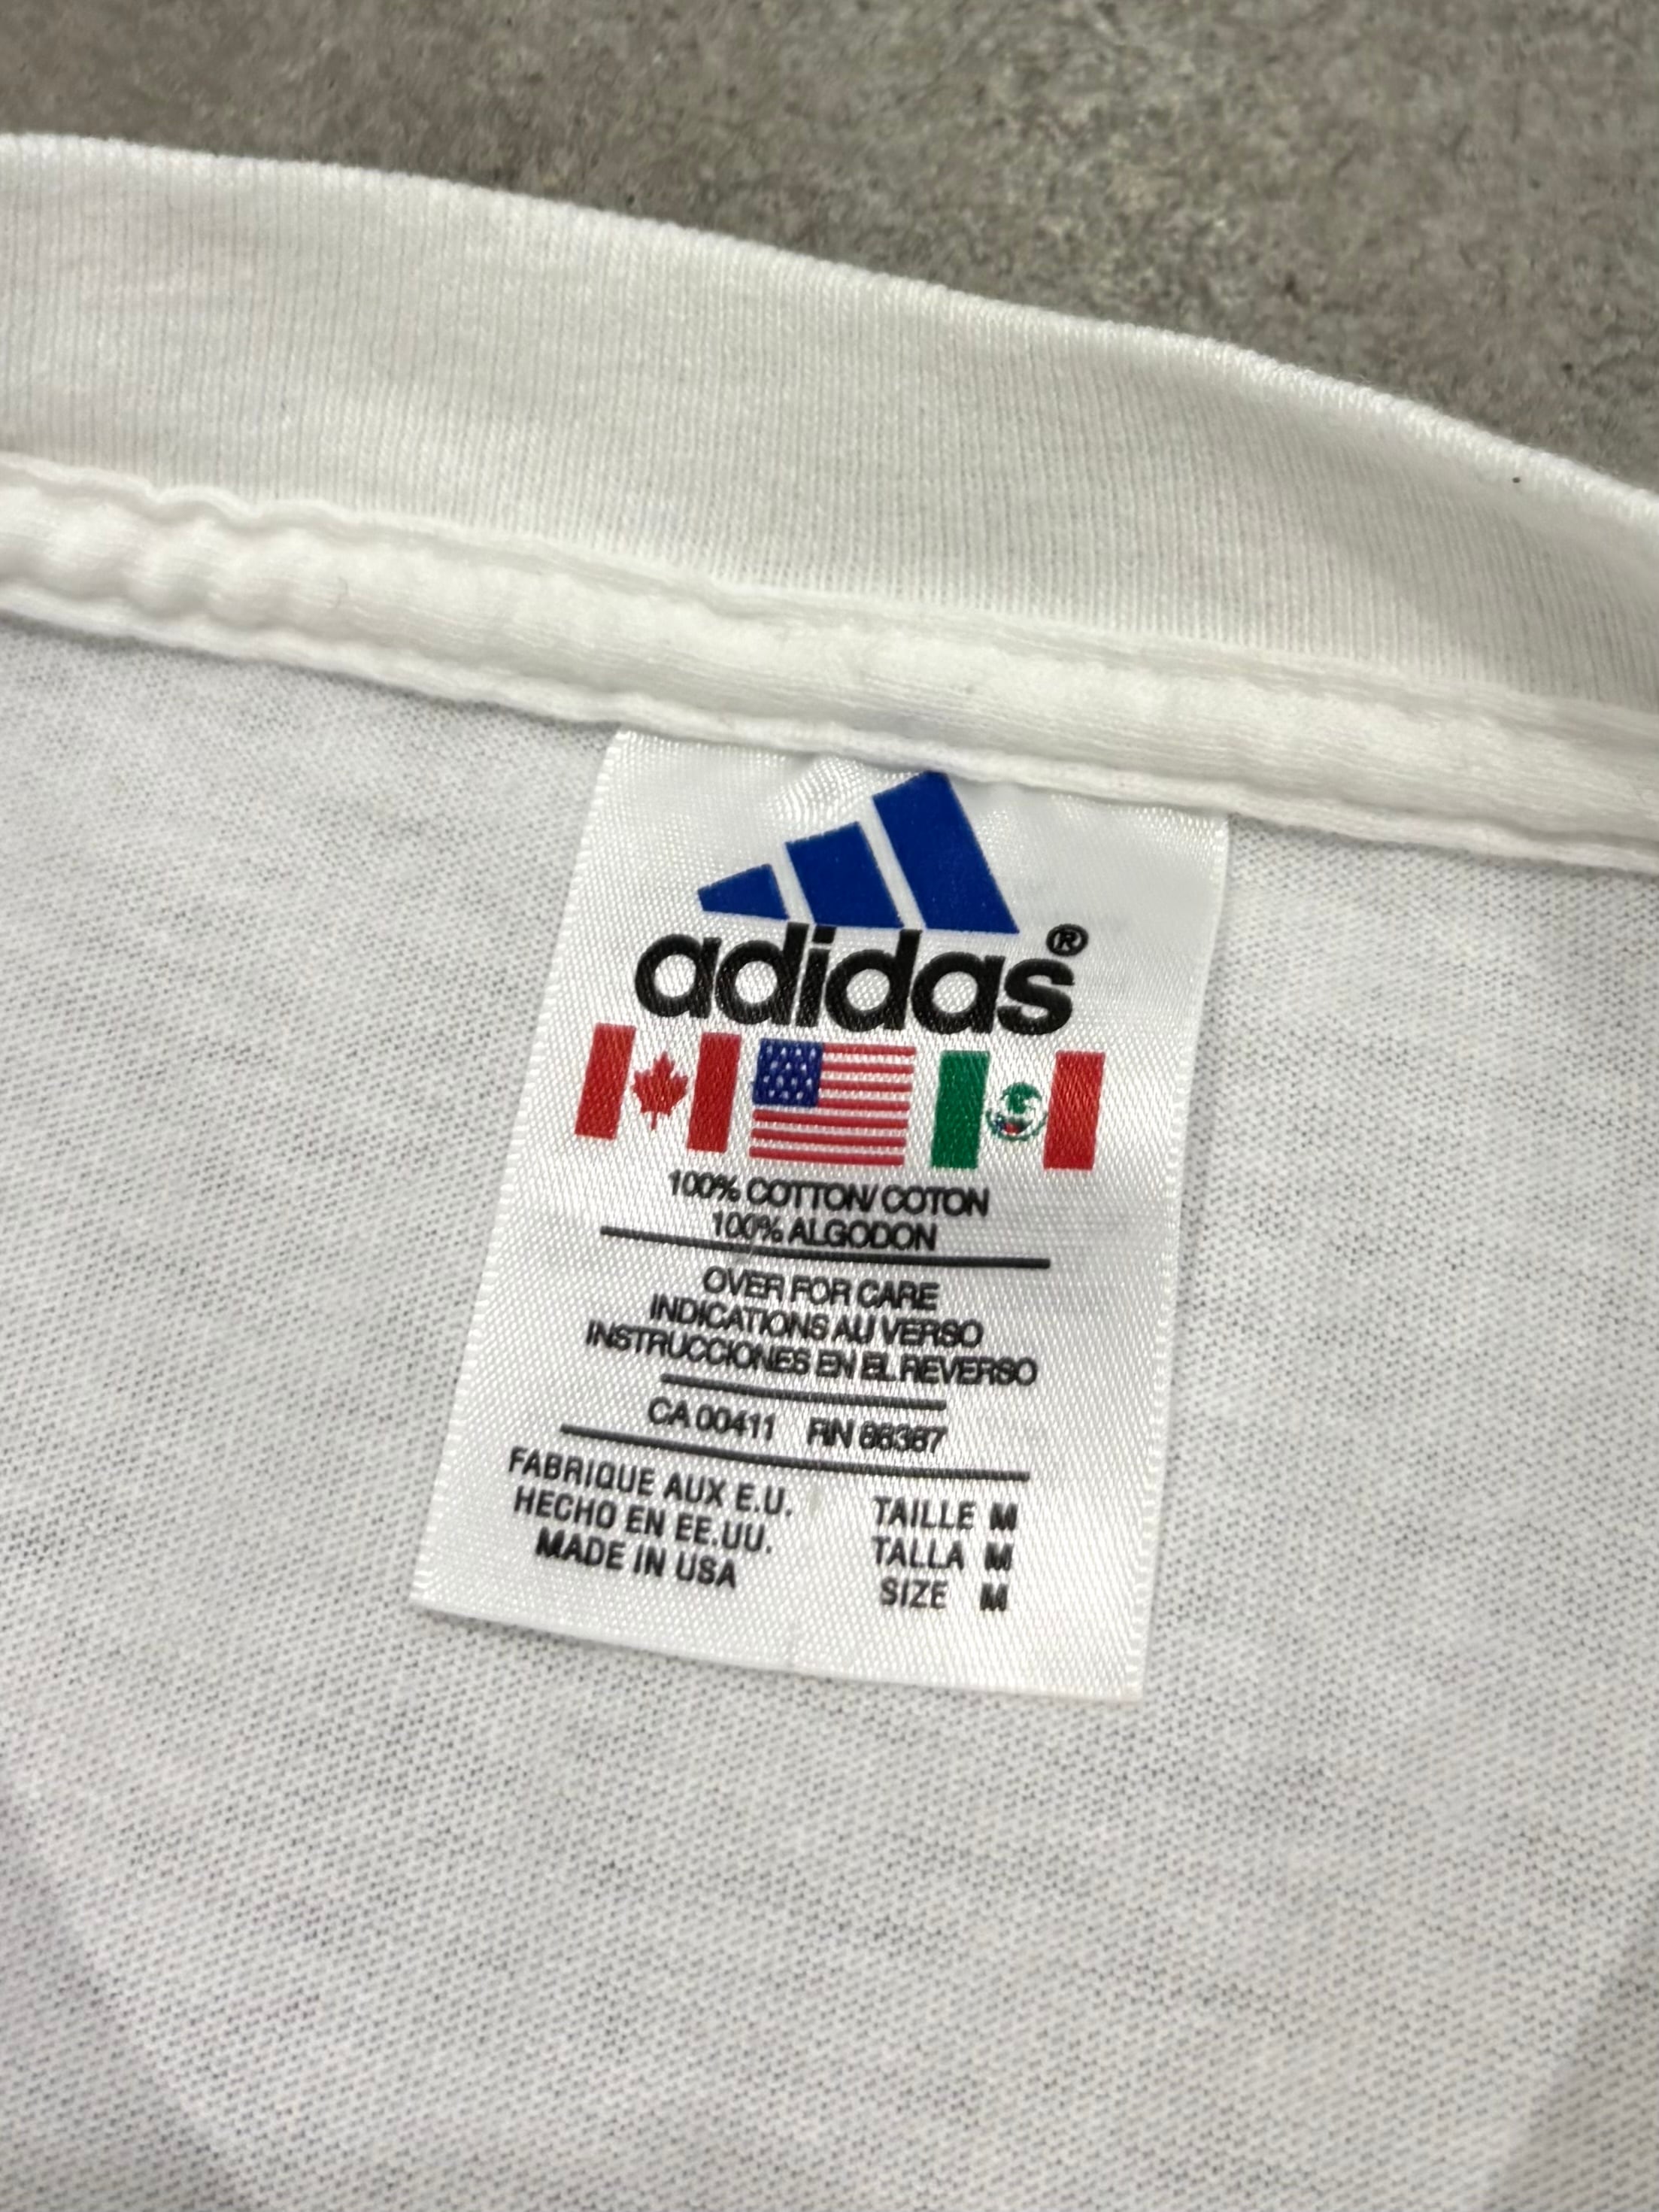 adidas®
100% COTTON/COTON
100% ALGODON
OVER FOR CARE
INDICATIONS AU VERSO
INSTRUCCIONES EN EL REVERSO
CA 00411 RN 88387
FABRIQUE AUX E.U.
HECHO EN EE.UU.
MADE IN USA
TAILLE M
TALLA M
SIZE M